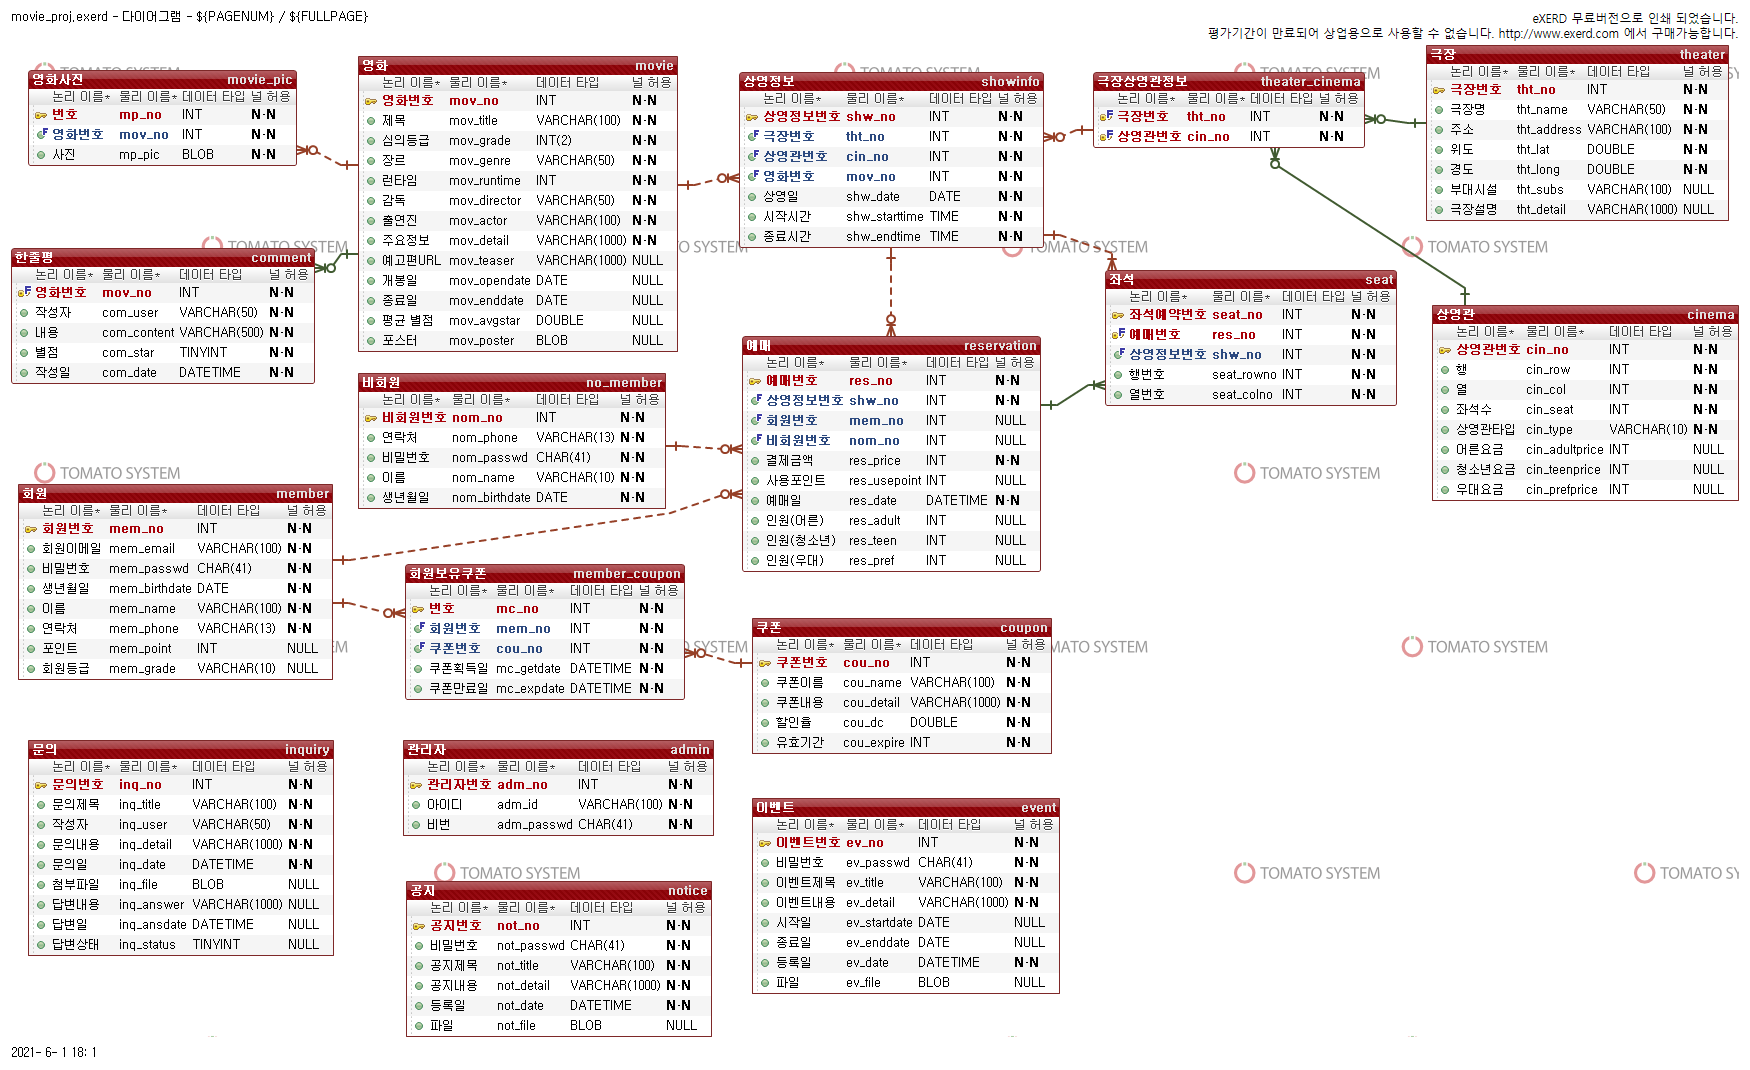 movie_proj.exerd - 다이어그램 - ${PAGENUM} / ${FULLPAGE}
eXERD 무료버전으로 인쇄 되었습니다.
평가기간이 만료되어 상업용으로 사용할 수 없습니다. http://www.exerd.com 에서 구매가능합니다.
영화사진 movie_pic
논리 이름* 물리 이름* 데이터 타입 널 허용
번호 mp_no INT N-N
영화번호 mov_no INT N-N
사진 mp_pic BLOB N-N
영화 movie
논리 이름* 물리 이름* 데이터 타입 널 허용
영화번호 mov_no INT N-N
제목 mov_title VARCHAR(100) N-N
심의등급 mov_grade INT(2) N-N
장르 mov_genre VARCHAR(50) N-N
런타임 mov_runtime INT N-N
감독 mov_director VARCHAR(50) N-N
출연진 mov_actor VARCHAR(100) N-N
주요정보 mov_detail VARCHAR(1000) N-N
예고편URL mov_teaser VARCHAR(1000) NULL
개봉일 mov_opendate DATE NULL
종료일 mov_enddate DATE NULL
평균 별점 mov_avgstar DOUBLE NULL
포스터 mov_poster BLOB NULL
상영정보 showinfo
논리 이름* 물리 이름* 데이터 타입 널 허용
상영정보번호 shw_no INT N-N
극장번호 tht_no INT N-N
상영관번호 cin_no INT N-N
영화번호 mov_no INT N-N
상영일 shw_date DATE N-N
시작시간 shw_starttime TIME N-N
종료시간 shw_endtime TIME N-N
극장상영관정보 theater_cinema
논리 이름* 물리 이름* 데이터 타입 널 허용
극장번호 tht_no INT N-N
상영관번호 cin_no INT N-N
극장 theater
논리 이름* 물리 이름* 데이터 타입 널 허용
극장번호 tht_no INT N-N
극장명 tht_name VARCHAR(50) N-N
주소 tht_address VARCHAR(100) N-N
위도 tht_lat DOUBLE N-N
경도 tht_long DOUBLE N-N
부대시설 tht_subs VARCHAR(100) NULL
극장설명 tht_detail VARCHAR(1000) NULL
한줄평 comment
논리 이름* 물리 이름* 데이터 타입 널 허용
영화번호 mov_no INT N-N
작성자 com_user VARCHAR(50) N-N
내용 com_content VARCHAR(500) N-N
별점 com_star TINYINT N-N
작성일 com_date DATETIME N-N
비회원 no_member
논리 이름* 물리 이름* 데이터 타입 널 허용
비회원번호 nom_no INT N-N
연락처 nom_phone VARCHAR(13) N-N
비밀번호 nom_passwd CHAR(41) N-N
이름 nom_name VARCHAR(10) N-N
생년월일 nom_birthdate DATE N-N
예매 reservation
논리 이름* 물리 이름* 데이터 타입 널 허용
예매번호 res_no INT N-N
상영정보번호 shw_no INT N-N
회원번호 mem_no INT NULL
비회원번호 nom_no INT NULL
결제금액 res_price INT N-N
사용포인트 res_usepoint INT NULL
예매일 res_date DATETIME N-N
인원(어른) res_adult INT NULL
인원(청소년) res_teen INT NULL
인원(우대) res_pref INT NULL
좌석 seat
논리 이름* 물리 이름* 데이터 타입 널 허용
좌석예약번호 seat_no INT N-N
예매번호 res_no INT N-N
상영정보번호 shw_no INT N-N
행번호 seat_rowno INT N-N
열번호 seat_colno INT N-N
상영관 cinema
논리 이름* 물리 이름* 데이터 타입 널 허용
상영관번호 cin_no INT N-N
행 cin_row INT N-N
열 cin_col INT N-N
좌석수 cin_seat INT N-N
상영관타입 cin_type VARCHAR(10) N-N
어른요금 cin_adultprice INT NULL
청소년요금 cin_teenprice INT NULL
우대요금 cin_prefprice INT NULL
회원 member
논리 이름* 물리 이름* 데이터 타입 널 허용
회원번호 mem_no INT N-N
회원이메일 mem_email VARCHAR(100) N-N
비밀번호 mem_passwd CHAR(41) N-N
생년월일 mem_birthdate DATE N-N
이름 mem_name VARCHAR(100) N-N
연락처 mem_phone VARCHAR(13) N-N
포인트 mem_point INT NULL
회원등급 mem_grade VARCHAR(10) NULL
회원보유쿠폰 member_coupon
논리 이름* 물리 이름* 데이터 타입 널 허용
번호 mc_no INT N-N
회원번호 mem_no INT N-N
쿠폰번호 cou_no INT N-N
쿠폰획득일 mc_getdate DATETIME N-N
쿠폰만료일 mc_expdate DATETIME N-N
쿠폰 coupon
논리 이름* 물리 이름* 데이터 타입 널 허용
쿠폰번호 cou_no INT N-N
쿠폰이름 cou_name VARCHAR(100) N-N
쿠폰내용 cou_detail VARCHAR(1000) N-N
할인율 cou_dc DOUBLE N-N
유효기간 cou_expire INT N-N
문의 inquiry
논리 이름* 물리 이름* 데이터 타입 널 허용
문의번호 inq_no INT N-N
문의제목 inq_title VARCHAR(100) N-N
작성자 inq_user VARCHAR(50) N-N
문의내용 inq_detail VARCHAR(1000) N-N
문의일 inq_date DATETIME N-N
첨부파일 inq_file BLOB NULL
답변내용 inq_answer VARCHAR(1000) NULL
답변일 inq_ansdate DATETIME NULL
답변상태 inq_status TINYINT NULL
관리자 admin
논리 이름* 물리 이름* 데이터 타입 널 허용
관리자번호 adm_no INT N-N
아이디 adm_id VARCHAR(100) N-N
비번 adm_passwd CHAR(41) N-N
공지 notice
논리 이름* 물리 이름* 데이터 타입 널 허용
공지번호 not_no INT N-N
비밀번호 not_passwd CHAR(41) N-N
공지제목 not_title VARCHAR(100) N-N
공지내용 not_detail VARCHAR(1000) N-N
등록일 not_date DATETIME N-N
파일 not_file BLOB NULL
이벤트 event
논리 이름* 물리 이름* 데이터 타입 널 허용
이벤트번호 ev_no INT N-N
비밀번호 ev_passwd CHAR(41) N-N
이벤트제목 ev_title VARCHAR(100) N-N
이벤트내용 ev_detail VARCHAR(1000) N-N
시작일 ev_startdate DATE NULL
종료일 ev_enddate DATE NULL
등록일 ev_date DATETIME N-N
파일 ev_file BLOB NULL
TOMATO SYSTEM
2021- 6- 1 18: 1